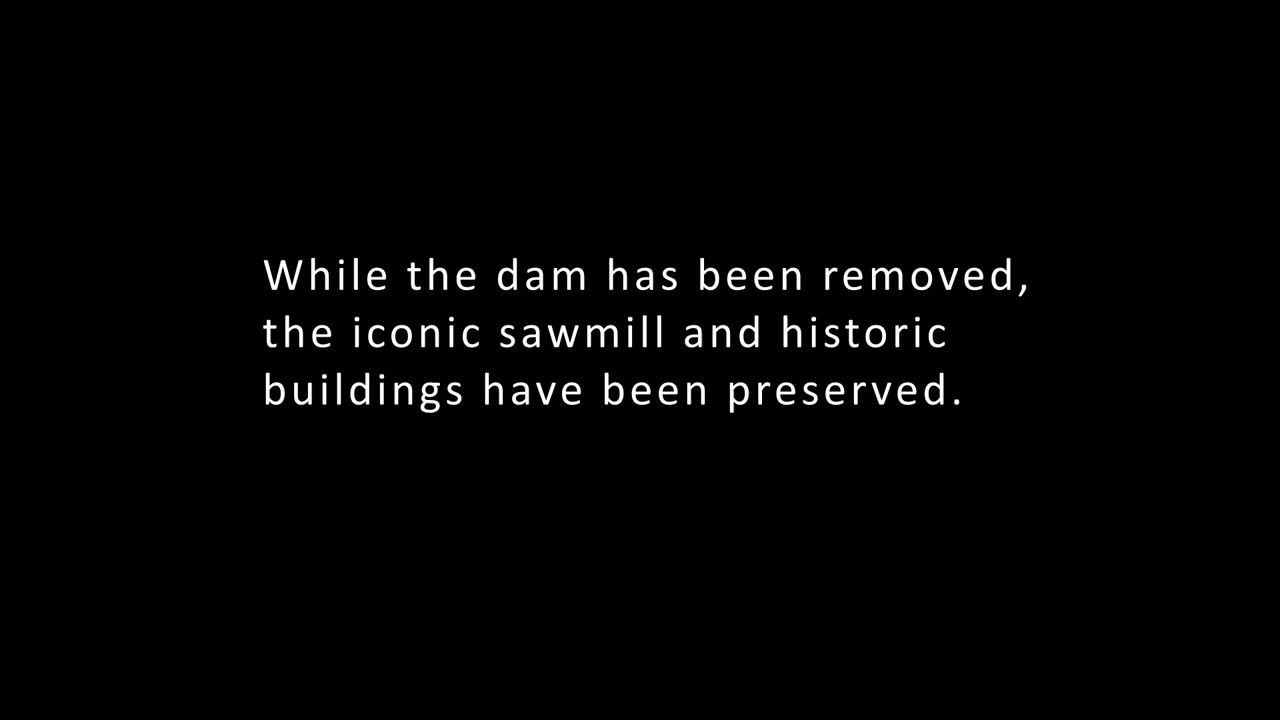 While the dam has been removed,
the iconic sawmill and historic
buildings have been preserved.